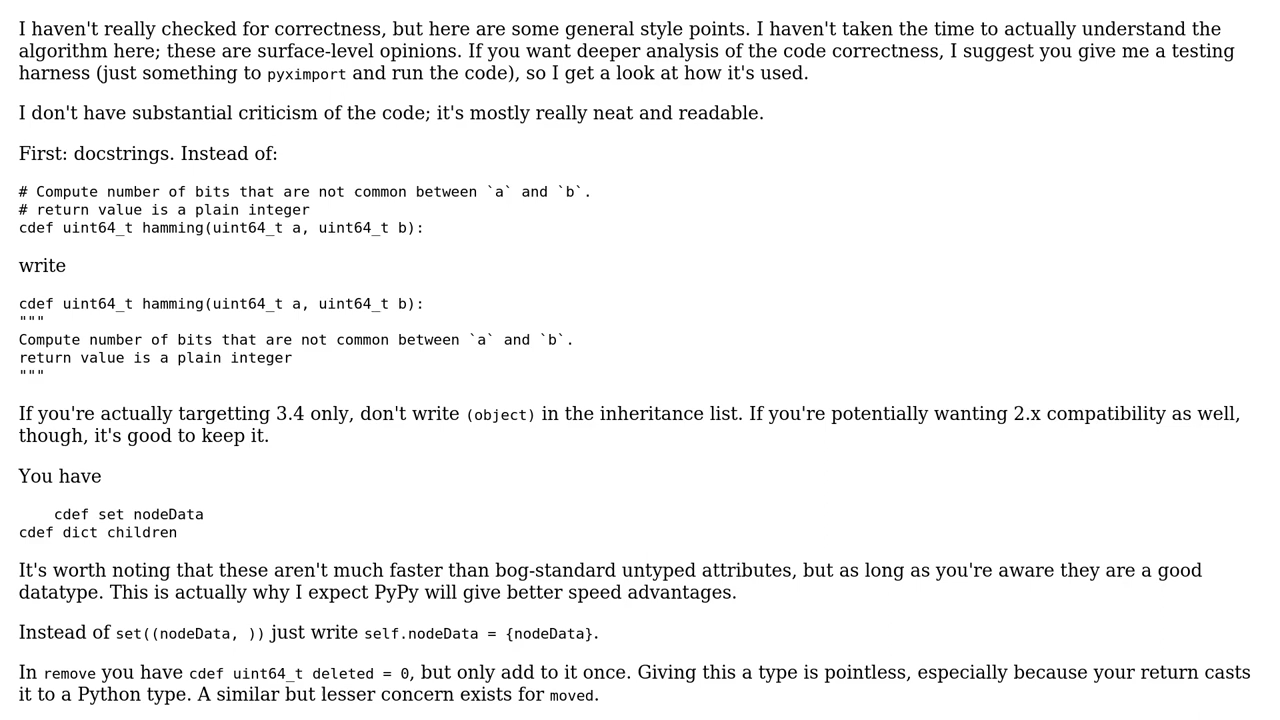 I haven't really checked for correctness, but here are some general style points. I haven't taken the time to actually understand the
algorithm here; these are surface-level opinions. If you want deeper analysis of the code correctness, I suggest you give me a testing
harness (just something to pyximport and run the code), so I get a look at how it's used.
I don't have substantial criticism of the code; it's mostly really neat and readable.
First: docstrings. Instead of:
# Compute number of bits that are not common between `a` and `b`.
# return value is a plain integer
cdef uint64_t hamming(uint64_t a, uint64_t b):
write
cdef uint64_t hamming(uint64_t a, uint64_t b):
"""
Compute number of bits that are not common between `a` and `b`.
return value is a plain integer
"""
If you're actually targetting 3.4 only, don't write (object) in the inheritance list. If you're potentially wanting 2.x compatibility as well,
though, it's good to keep it.
You have
    cdef set nodeData
cdef dict children
It's worth noting that these aren't much faster than bog-standard untyped attributes, but as long as you're aware they are a good
datatype. This is actually why I expect PyPy will give better speed advantages.
Instead of set((nodeData, )) just write self.nodeData = {nodeData}.
In remove you have cdef uint64_t deleted = 0, but only add to it once. Giving this a type is pointless, especially because your return casts
it to a Python type. A similar but lesser concern exists for moved.